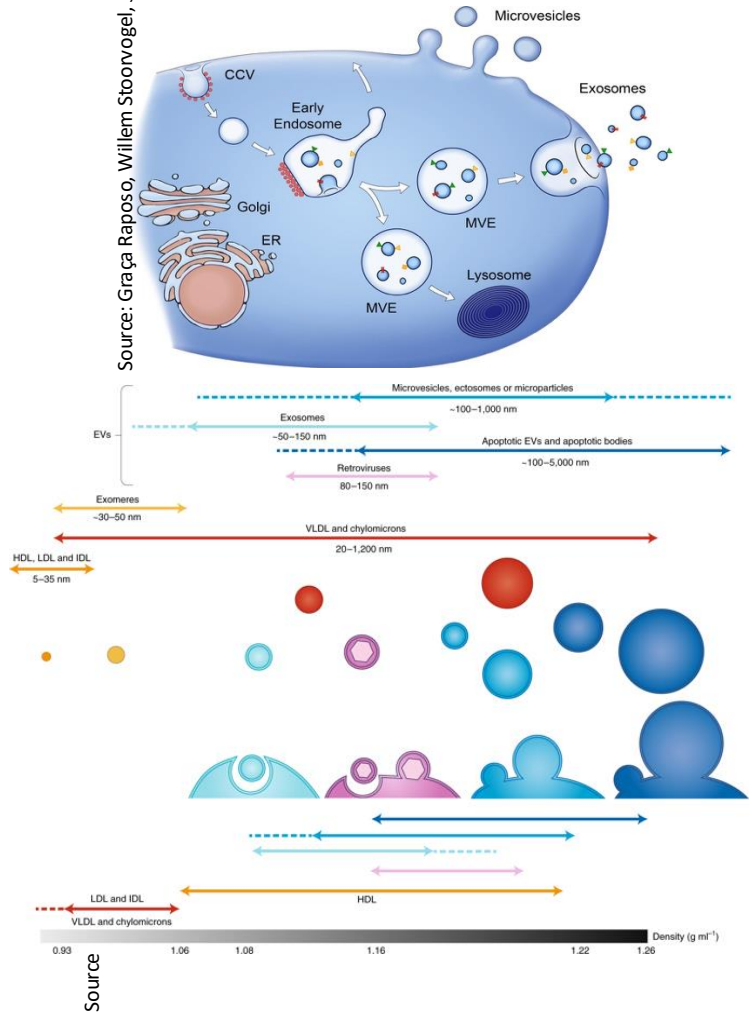 Source: Graça Raposo, Willem Stoorvogel,
Microvesicles
CCV
Exosomes
Early
Endosome
Golgi
MVE
ER
Lysosome
MVE
Microvesicles, ectosomes or microparticles
~100–1,000 nm
Exosomes
~50–150 nm
EVs
Apoptotic EVs and apoptotic bodies
~100–5,000 nm
Retroviruses
80–150 nm
Exomeres
~30–50 nm
VLDL and chylomicrons
20–1,200 nm
HDL, LDL and IDL
5–35 nm
LDL and IDL
HDL
VLDL and chylomicrons
Density (g ml⁻¹)
0.93 1.06 1.08 1.16 1.22 1.26
Source